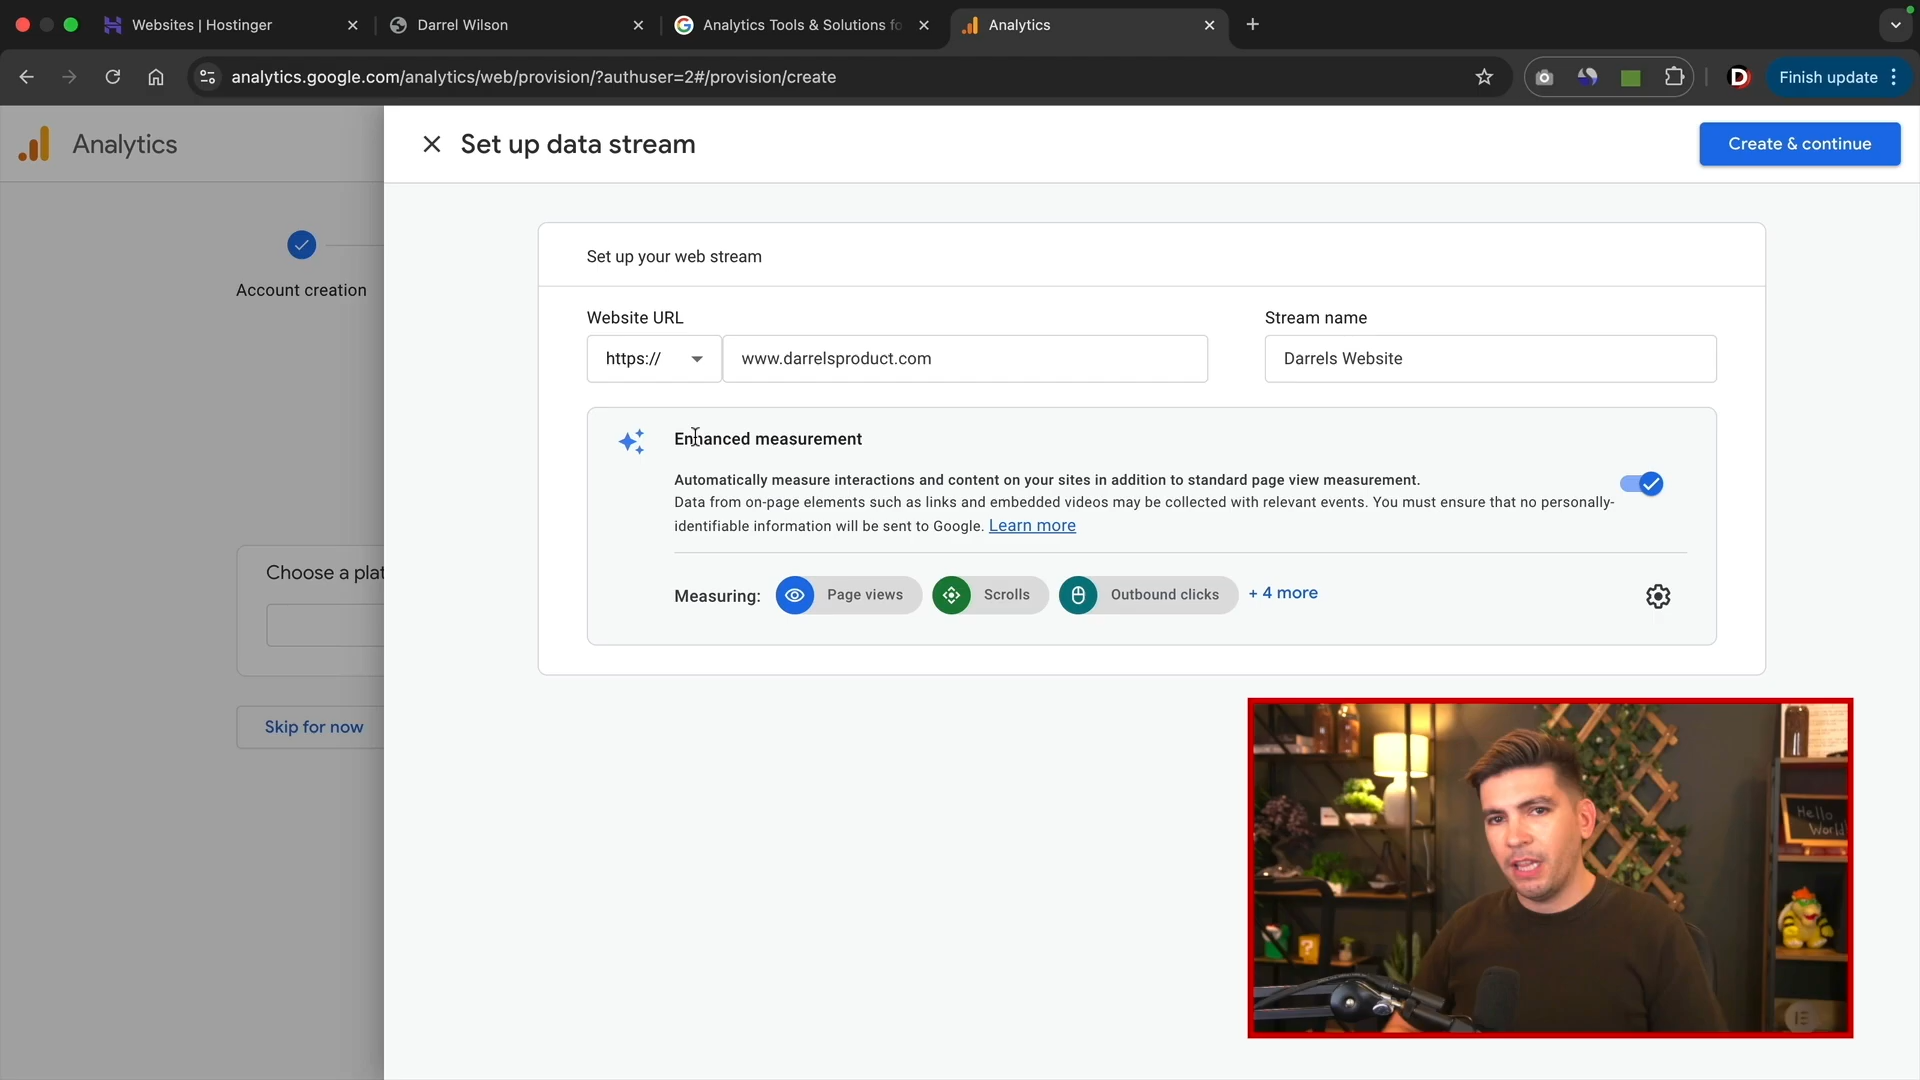 Websites | Hostinger
Darrel Wilson
Analytics Tools & Solutions fo
Analytics
analytics.google.com/analytics/web/provision/?authuser=2#/provision/create
D
Finish update
Analytics
Set up data stream
Create & continue
Account creation
Set up your web stream
Website URL
Stream name
https://
www.darrelsproduct.com
Darrels Website
Enhanced measurement
Automatically measure interactions and content on your sites in addition to standard page view measurement.
Data from on-page elements such as links and embedded videos may be collected with relevant events. You must ensure that no personally-
identifiable information will be sent to Google. Learn more
Choose a plat
Measuring:
Page views
Scrolls
Outbound clicks
+ 4 more
Skip for now
Hello
World